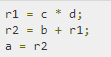 r1 = c * d;
r2 = b + r1;
a = r2